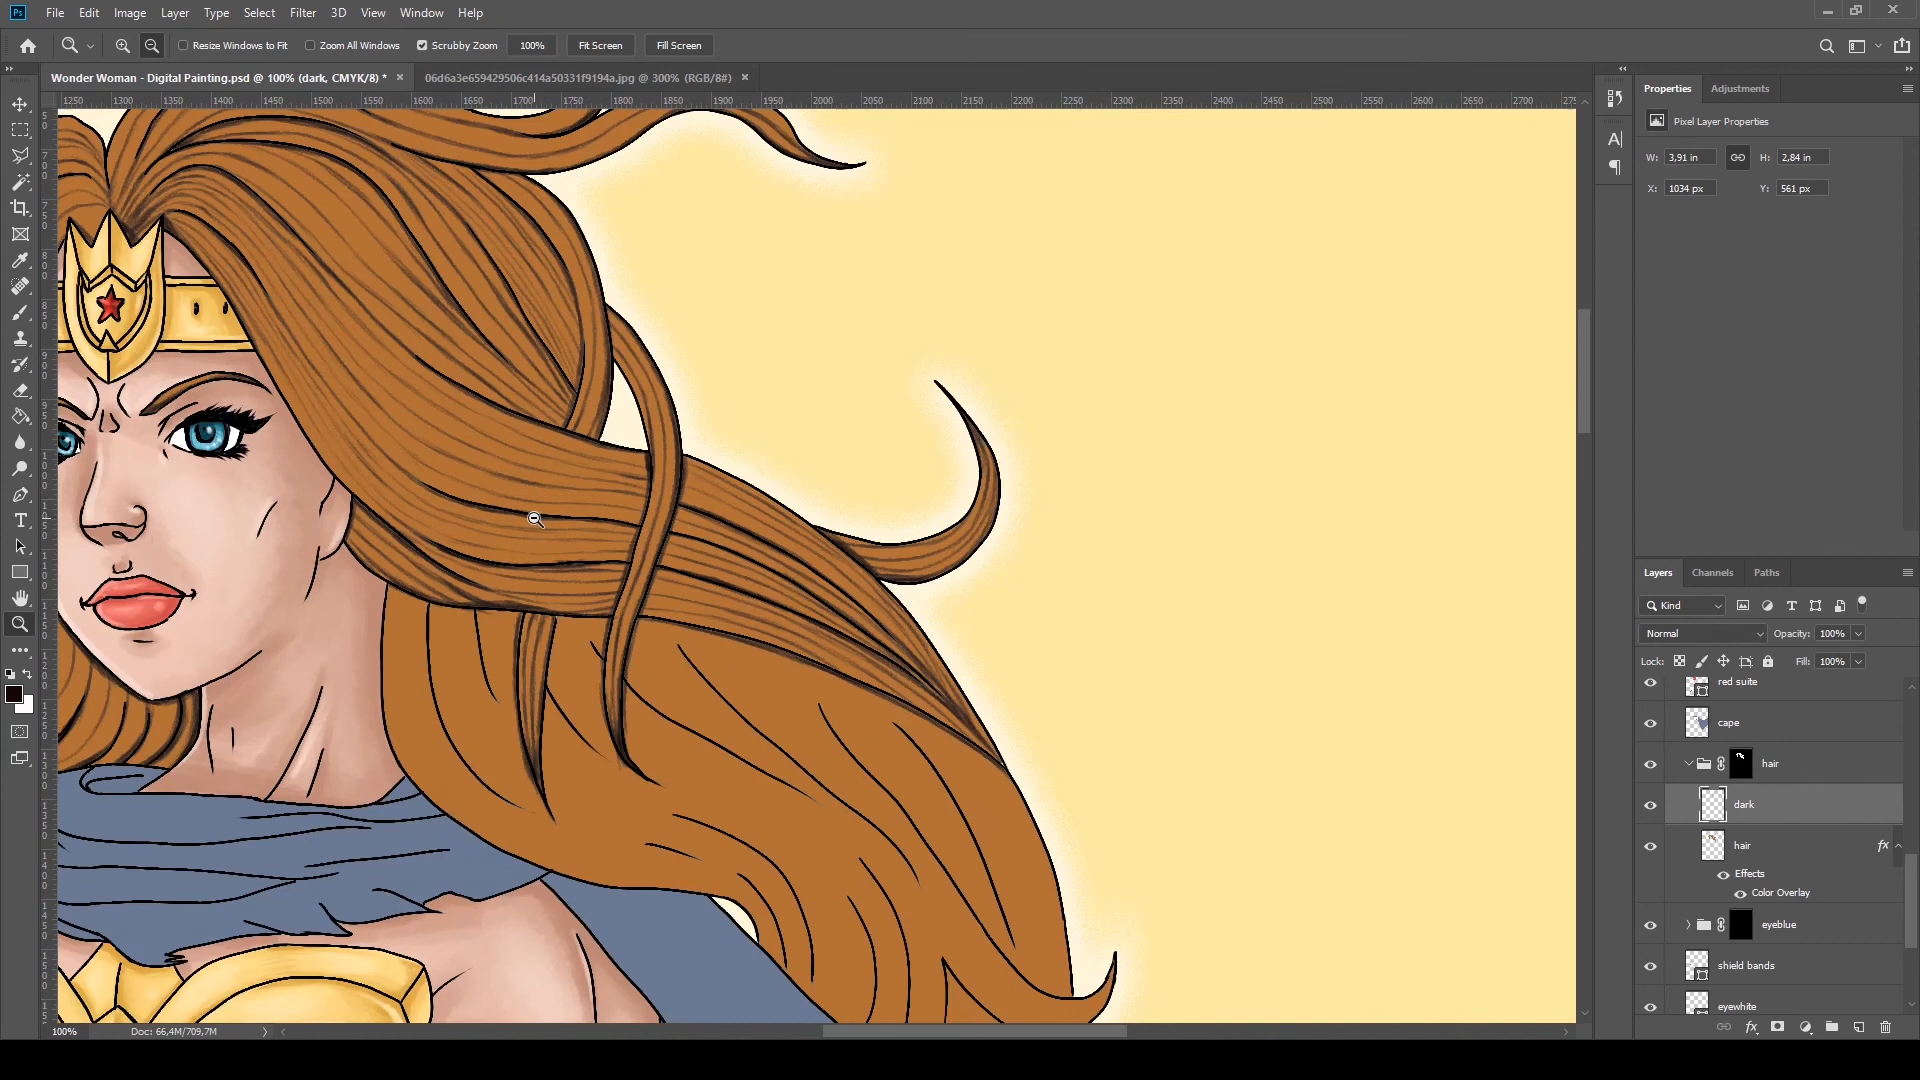 Ps File Edit Image Layer Type Select Filter 3D View Window Help
Resize Windows to Fit Zoom All Windows Scrubby Zoom 100% Fit Screen Fill Screen
Wonder Woman - Digital Painting.psd @ 100% (dark, CMYK/8) * × 06d6a3e659429506c414a50331f9194a.jpg @ 300% (RGB/8#) ×
1250 1300 1350 1400 1450 1500 1550 1600 1650 1700 1750 1800 1850 1900 1950 2000 2050 2100 2150 2200 2250 2300 2350 2400 2450 2500 2550 2600 2650 2700
Properties Adjustments
Pixel Layer Properties
W: 3,91 in H: 2,84 in
X: 1034 px Y: 561 px
Layers Channels Paths
Kind
Normal Opacity: 100%
Lock: Fill: 100%
red suite
cape
hair
dark
hair fx
Effects
Color Overlay
eyeblue
shield bands
eyewhite
100% Doc: 66,4M/709,7M